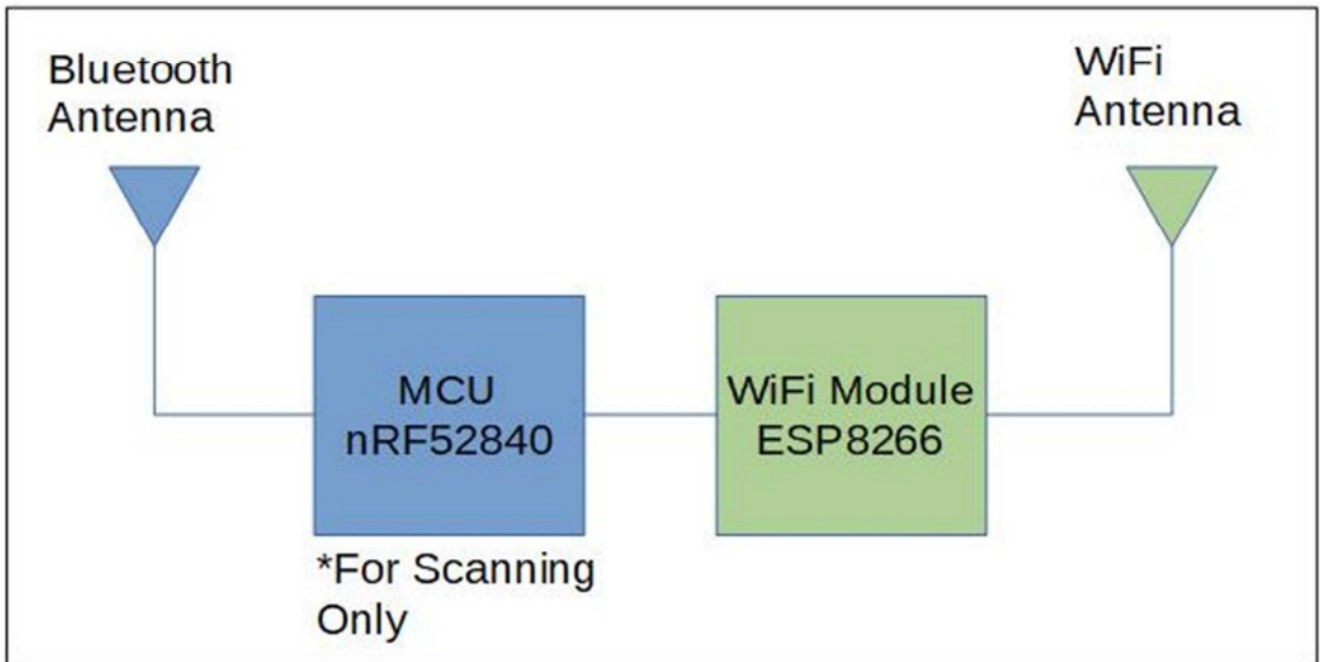 Bluetooth
Antenna
WiFi
Antenna
MCU
nRF52840
WiFi Module
ESP8266
*For Scanning
Only